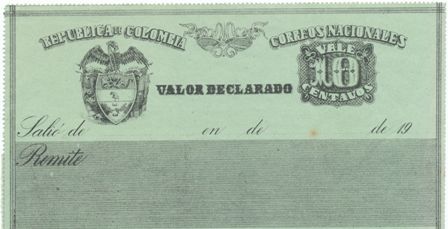 REPUBLICA DE COLOMBIA CORREOS NACIONALES
VALOR DECLARADO
VALE
10
CENTAVOS
Salió de en de de 19
Remite